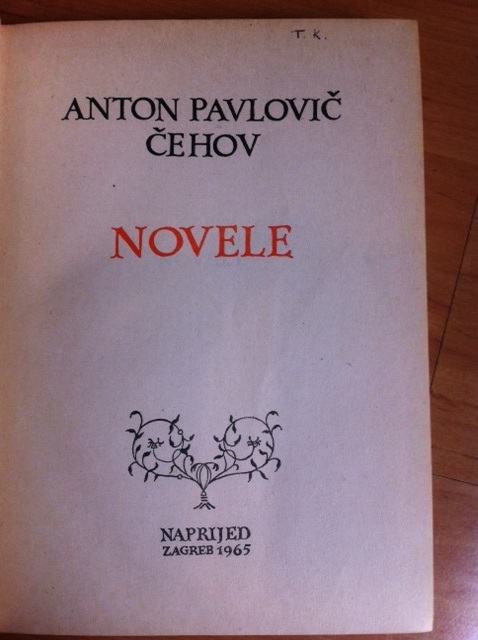 T. K.
ANTON PAVLOVIČ
ČEHOV
NOVELE
NAPRIJED
ZAGREB 1965